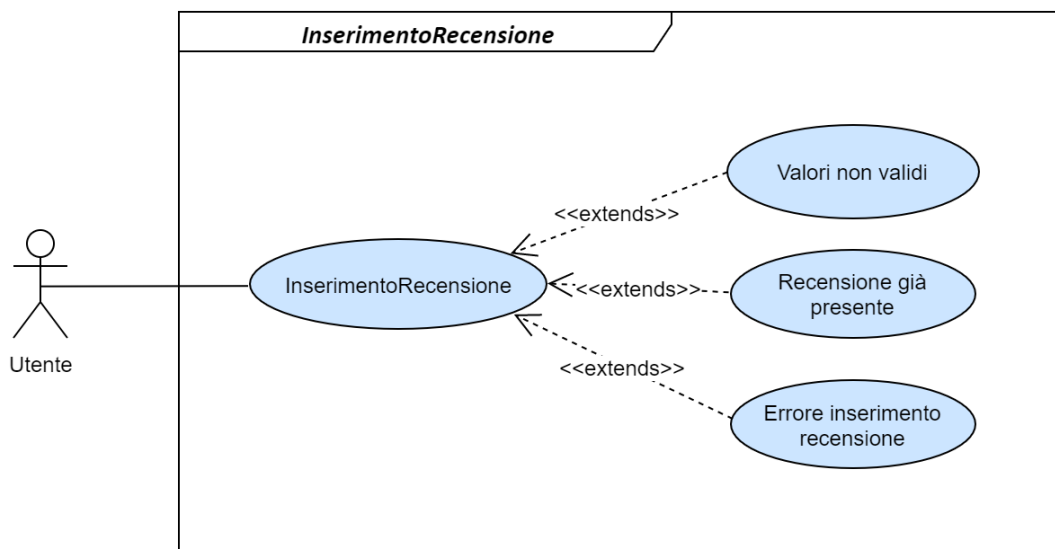 InserimentoRecensione
Valori non validi
<<extends>>
InserimentoRecensione
<<extends>>
Recensione già
presente
<<extends>>
Utente
Errore inserimento
recensione